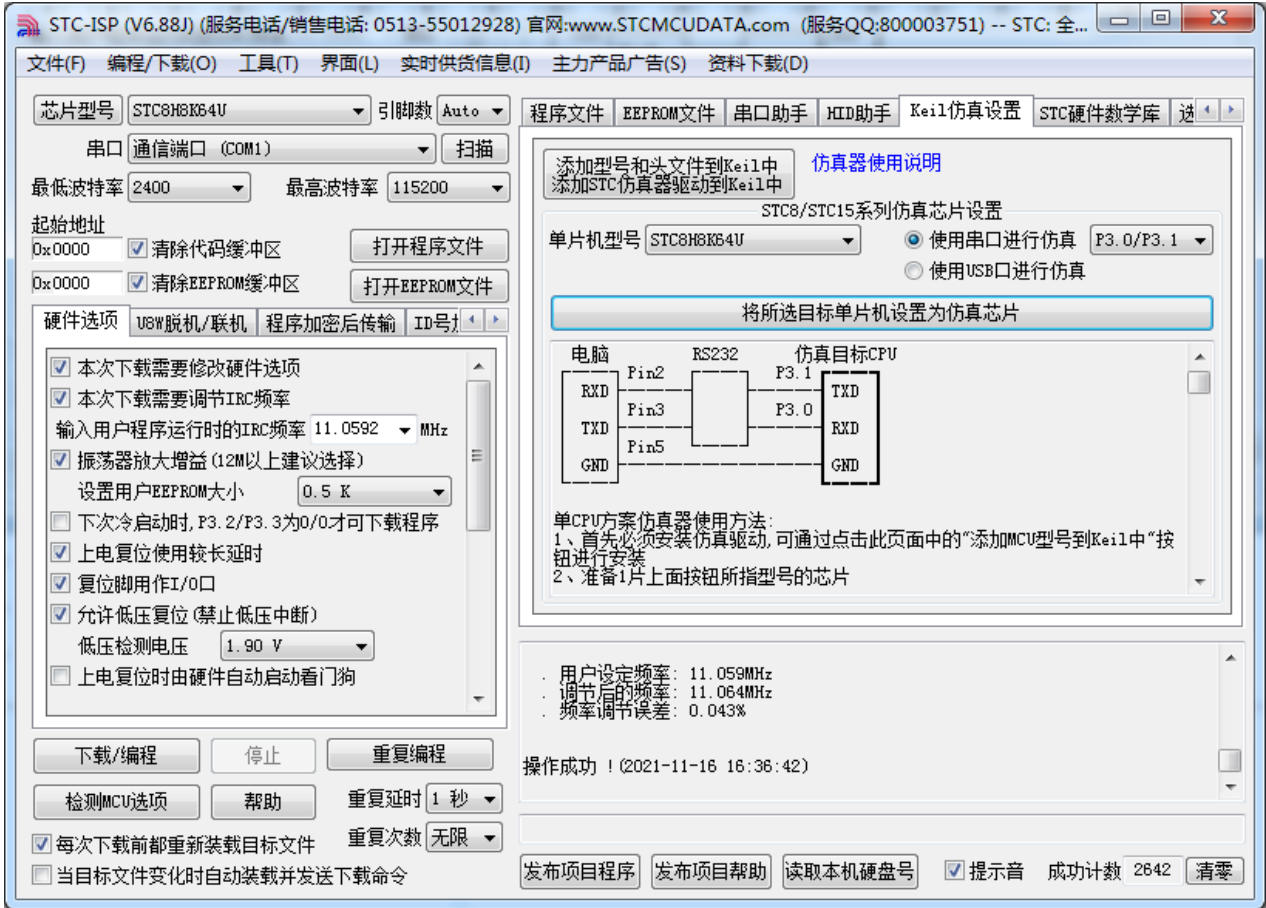 STC-ISP (V6.88J) (服务电话/销售电话: 0513-55012928) 官网:www.STCMCUDATA.com (服务QQ:800003751) -- STC: 全...
文件(F) 编程/下载(O) 工具(T) 界面(L) 实时供货信息(I) 主力产品广告(S) 资料下载(D)
芯片型号 STC8H8K64U 引脚数 Auto
串口 通信端口 (COM1) 扫描
最低波特率 2400 最高波特率 115200
起始地址
0x0000 清除代码缓冲区 打开程序文件
0x0000 清除EEPROM缓冲区 打开EEPROM文件
硬件选项 U8W脱机/联机 程序加密后传输 ID号
本次下载需要修改硬件选项
本次下载需要调节IRC频率
输入用户程序运行时的IRC频率 11.0592 MHz
振荡器放大增益(12M以上建议选择)
设置用户EEPROM大小 0.5 K
下次冷启动时,P3.2/P3.3为0/0才可下载程序
上电复位使用较长延时
复位脚用作I/O口
允许低压复位(禁止低压中断)
低压检测电压 1.90 V
上电复位时由硬件自动启动看门狗
下载/编程 停止 重复编程
检测MCU选项 帮助 重复延时 1 秒
每次下载前都重新装载目标文件 重复次数 无限
当目标文件变化时自动装载并发送下载命令
程序文件 EEPROM文件 串口助手 HID助手 Keil仿真设置 STC硬件数学库 选
添加型号和头文件到Keil中
添加STC仿真器驱动到Keil中
仿真器使用说明
STC8/STC15系列仿真芯片设置
单片机型号 STC8H8K64U 使用串口进行仿真 P3.0/P3.1
使用USB口进行仿真
将所选目标单片机设置为仿真芯片
电脑 RS232 仿真目标CPU
Pin2 P3.1
RXD TXD
Pin3 P3.0
TXD RXD
Pin5
GND GND
单CPU方案仿真器使用方法:
1、首先必须安装仿真驱动,可通过点击此页面中的"添加MCU型号到Keil中"按
钮进行安装
2、准备1片上面按钮所指型号的芯片
. 用户设定频率: 11.059MHz
. 调节后的频率: 11.064MHz
. 频率调节误差: 0.043%
操作成功 !(2021-11-16 16:36:42)
发布项目程序 发布项目帮助 读取本机硬盘号 提示音 成功计数 2642 清零